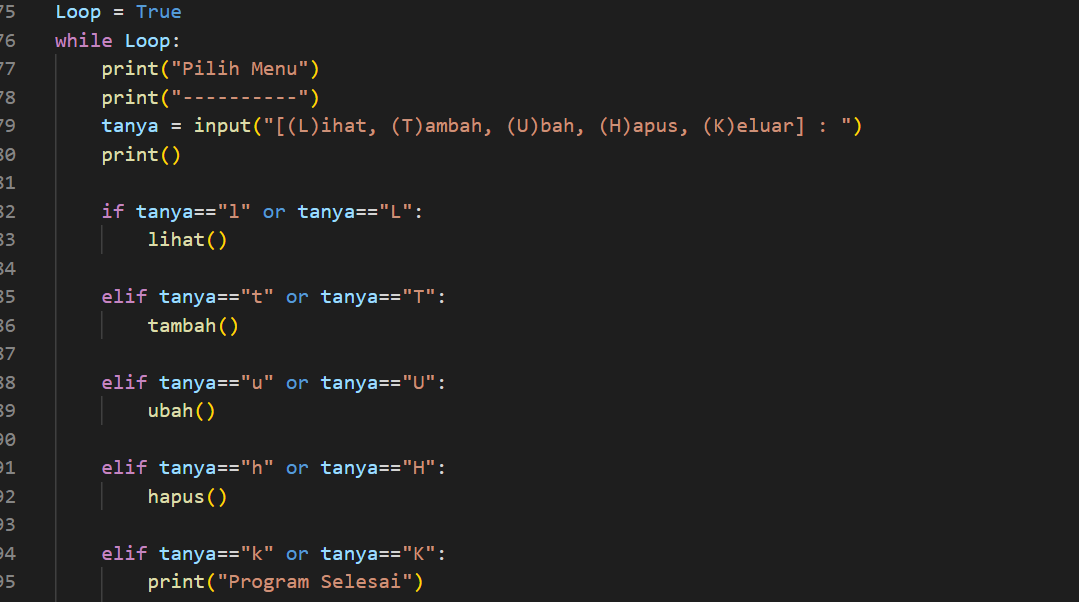 75 Loop = True
76 while Loop:
77 print("Pilih Menu")
78 print("----------")
79 tanya = input("[(L)ihat, (T)ambah, (U)bah, (H)apus, (K)eluar] : ")
80 print()
81
82 if tanya=="l" or tanya=="L":
83 lihat()
84
85 elif tanya=="t" or tanya=="T":
86 tambah()
87
88 elif tanya=="u" or tanya=="U":
89 ubah()
90
91 elif tanya=="h" or tanya=="H":
92 hapus()
93
94 elif tanya=="k" or tanya=="K":
95 print("Program Selesai")